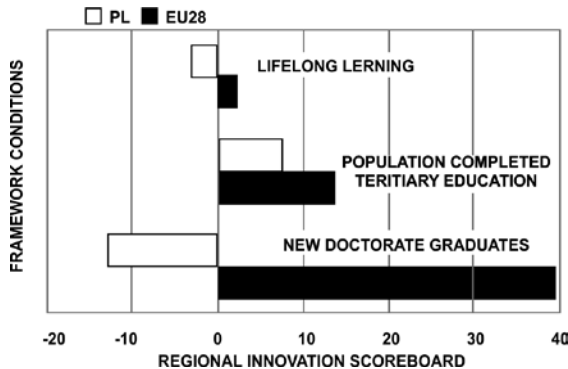 PL EU28
LIFELONG LERNING
POPULATION COMPLETED
TERITIARY EDUCATION
NEW DOCTORATE GRADUATES
FRAMEWORK CONDITIONS
-20 -10 0 10 20 30 40
REGIONAL INNOVATION SCOREBOARD